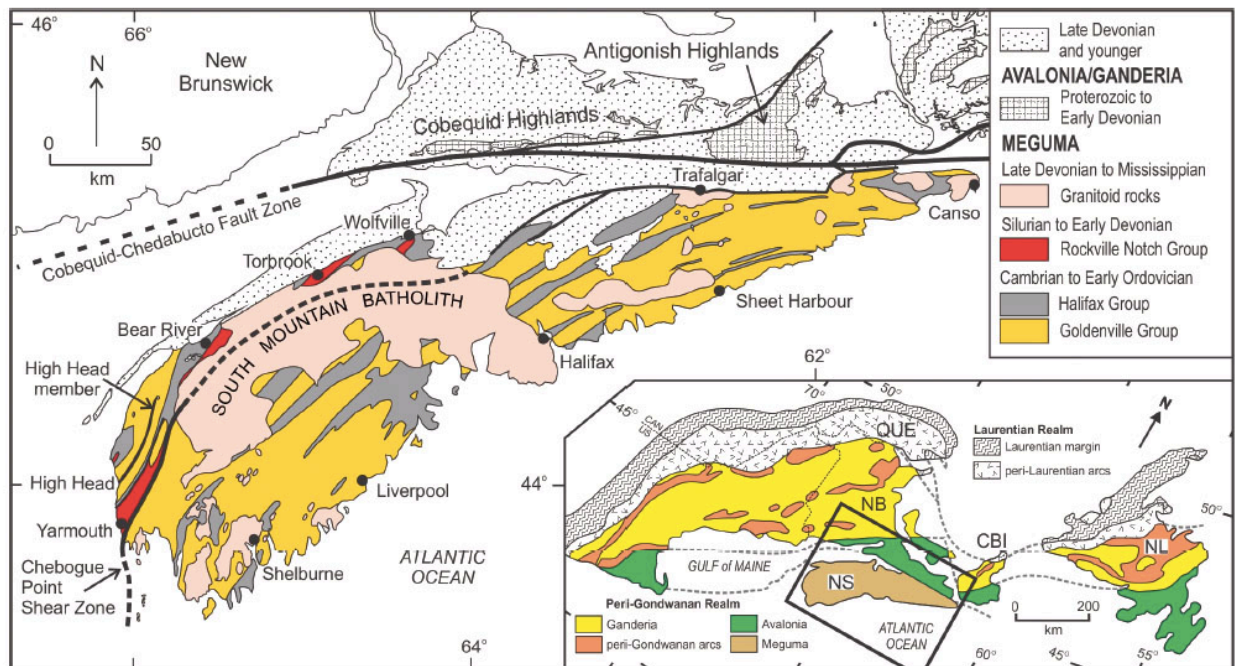 46°
66°
N
0 50
km
New
Brunswick
Antigonish Highlands
Cobequid Highlands
Cobequid-Chedabucto Fault Zone
Trafalgar
Canso
Wolfville
Torbrook
Bear River
SOUTH MOUNTAIN BATHOLITH
Sheet Harbour
Halifax
High Head
member
High Head
Yarmouth
Chebogue
Point
Shear Zone
Liverpool
Shelburne
ATLANTIC
OCEAN
44°
64°
62°
Late Devonian
and younger
AVALONIA/GANDERIA
Proterozoic to
Early Devonian
MEGUMA
Late Devonian to Mississippian
Granitoid rocks
Silurian to Early Devonian
Rockville Notch Group
Cambrian to Early Ordovician
Halifax Group
Goldenville Group
45°
CAN
US
70°
50°
QUE
Laurentian Realm
Laurentian margin
peri-Laurentian arcs
N
NB
CBI
NL
50°
GULF of MAINE
NS
Peri-Gondwanan Realm
Ganderia
peri-Gondwanan arcs
Avalonia
Meguma
ATLANTIC
OCEAN
0 200
km
60°
45°
55°